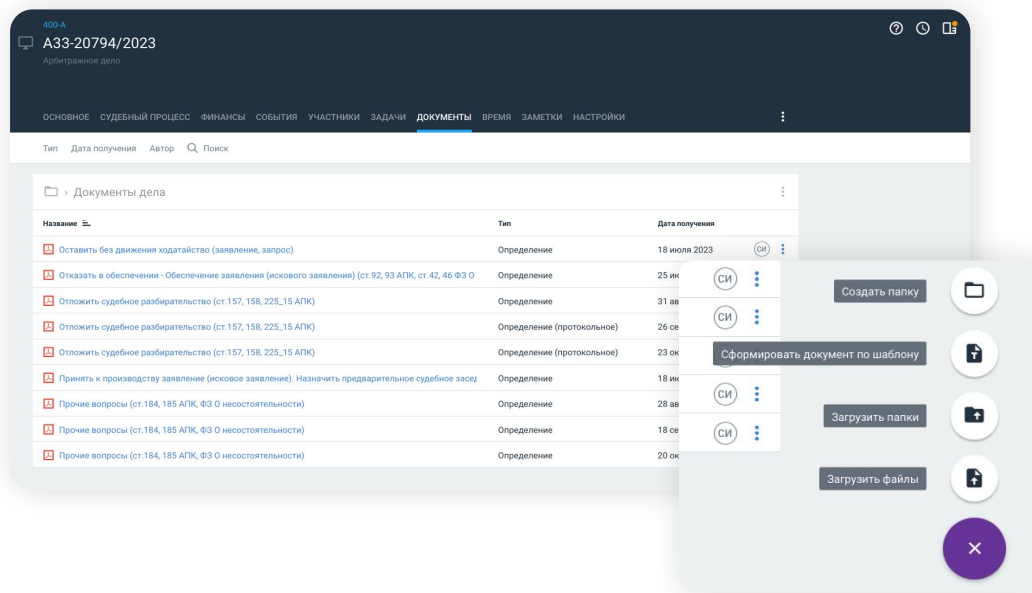 400-А
А33-20794/2023
Арбитражное дело
ОСНОВНОЕ СУДЕБНЫЙ ПРОЦЕСС ФИНАНСЫ СОБЫТИЯ УЧАСТНИКИ ЗАДАЧИ ДОКУМЕНТЫ ВРЕМЯ ЗАМЕТКИ НАСТРОЙКИ
Тип Дата получения Автор Поиск
› Документы дела
Название Тип Дата получения
Оставить без движения ходатайство (заявление, запрос) Определение 18 июля 2023 СИ
Отказать в обеспечении - Обеспечение заявления (искового заявления) (ст.92, 93 АПК, ст.42, 46 ФЗ О Определение 25 ию
Отложить судебное разбирательство (ст.157, 158, 225_15 АПК) Определение 31 ав
Отложить судебное разбирательство (ст.157, 158, 225_15 АПК) Определение (протокольное) 26 се
Отложить судебное разбирательство (ст.157, 158, 225_15 АПК) Определение (протокольное) 23 ок
Принять к производству заявление (исковое заявление). Назначить предварительное судебное засед Определение 18 ию
Прочие вопросы (ст.184, 185 АПК, ФЗ О несостоятельности) Определение 28 ав
Прочие вопросы (ст.184, 185 АПК, ФЗ О несостоятельности) Определение 18 се
Прочие вопросы (ст.184, 185 АПК, ФЗ О несостоятельности) Определение 20 ок
СИ
Создать папку
СИ
Сформировать документ по шаблону
СИ
Загрузить папки
СИ
Загрузить файлы